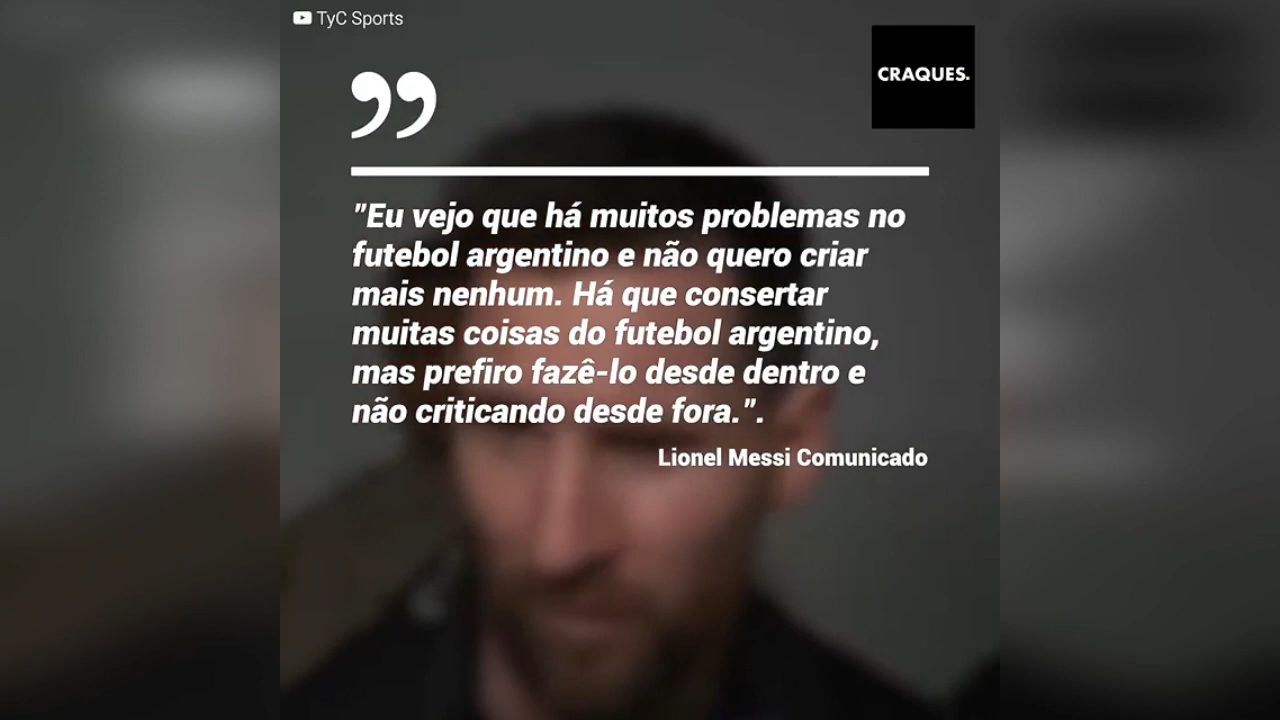 TyC Sports
CRAQUES.
"Eu vejo que há muitos problemas no
futebol argentino e não quero criar
mais nenhum. Há que consertar
muitas coisas do futebol argentino,
mas prefiro fazê-lo desde dentro e
não criticando desde fora.".
Lionel Messi Comunicado